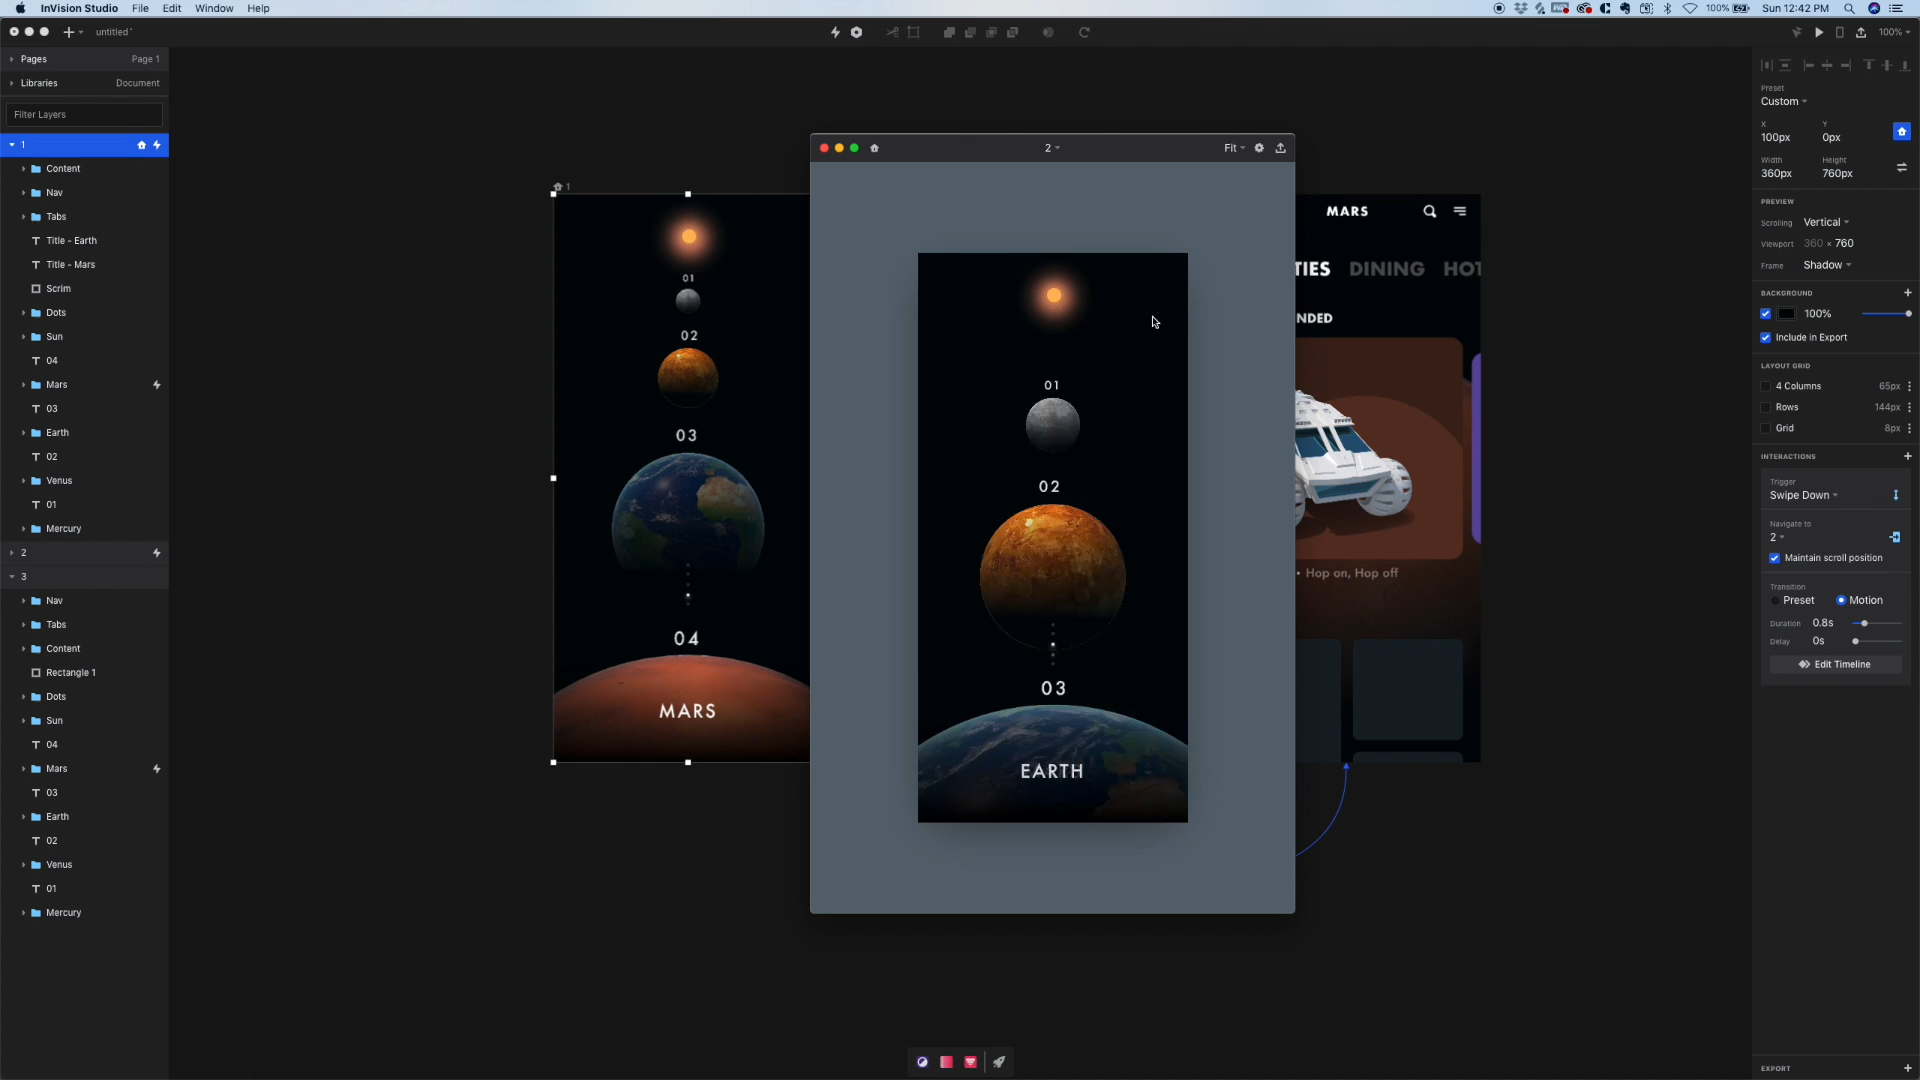 InVision Studio File Edit Window Help
100% Sun 12:42 PM
untitled
100%
Pages Page 1
Libraries Document
Filter Layers
1
Content
Nav
Tabs
Title - Earth
Title - Mars
Scrim
Dots
Sun
04
Mars
03
Earth
02
Venus
01
Mercury
2
3
Nav
Tabs
Content
Rectangle 1
Dots
Sun
04
Mars
03
Earth
02
Venus
01
Mercury
1
01
02
03
04
MARS
2
Fit
01
02
03
EARTH
MARS
TIES DINING HOT
NDED
• Hop on, Hop off
Preset
Custom
X Y
100px 0px
Width Height
360px 760px
PREVIEW
Scrolling Vertical
Viewport 360 × 760
Frame Shadow
BACKGROUND
100%
Include in Export
LAYOUT GRID
4 Columns 65px
Rows 144px
Grid 8px
INTERACTIONS
Trigger
Swipe Down
Navigate to
2
Maintain scroll position
Transition
Preset Motion
Duration 0.8s
Delay 0s
Edit Timeline
EXPORT